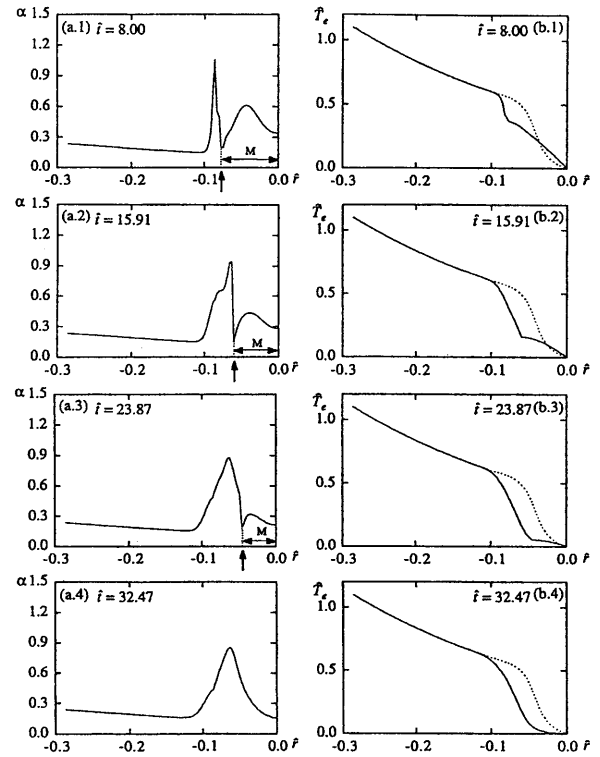 α 1.5
(a.1) t̂ = 8.00
1.2
0.9
0.6
0.3
0.0
M
-0.3 -0.2 -0.1 0.0 r̂
T̂e
t̂ = 8.00 (b.1)
1.0
0.5
0.0
-0.3 -0.2 -0.1 0.0 r̂
α 1.5
(a.2) t̂ = 15.91
1.2
0.9
0.6
0.3
0.0
M
-0.3 -0.2 -0.1 0.0 r̂
T̂e
t̂ = 15.91 (b.2)
1.0
0.5
0.0
-0.3 -0.2 -0.1 0.0 r̂
α 1.5
(a.3) t̂ = 23.87
1.2
0.9
0.6
0.3
0.0
M
-0.3 -0.2 -0.1 0.0 r̂
T̂e
t̂ = 23.87 (b.3)
1.0
0.5
0.0
-0.3 -0.2 -0.1 0.0 r̂
α 1.5
(a.4) t̂ = 32.47
1.2
0.9
0.6
0.3
0.0
-0.3 -0.2 -0.1 0.0 r̂
T̂e
t̂ = 32.47 (b.4)
1.0
0.5
0.0
-0.3 -0.2 -0.1 0.0 r̂